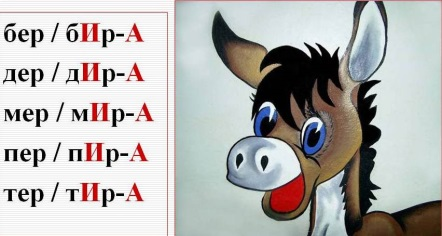 бер / бИр-А
дер / дИр-А
мер / мИр-А
пер / пИр-А
тер / тИр-А